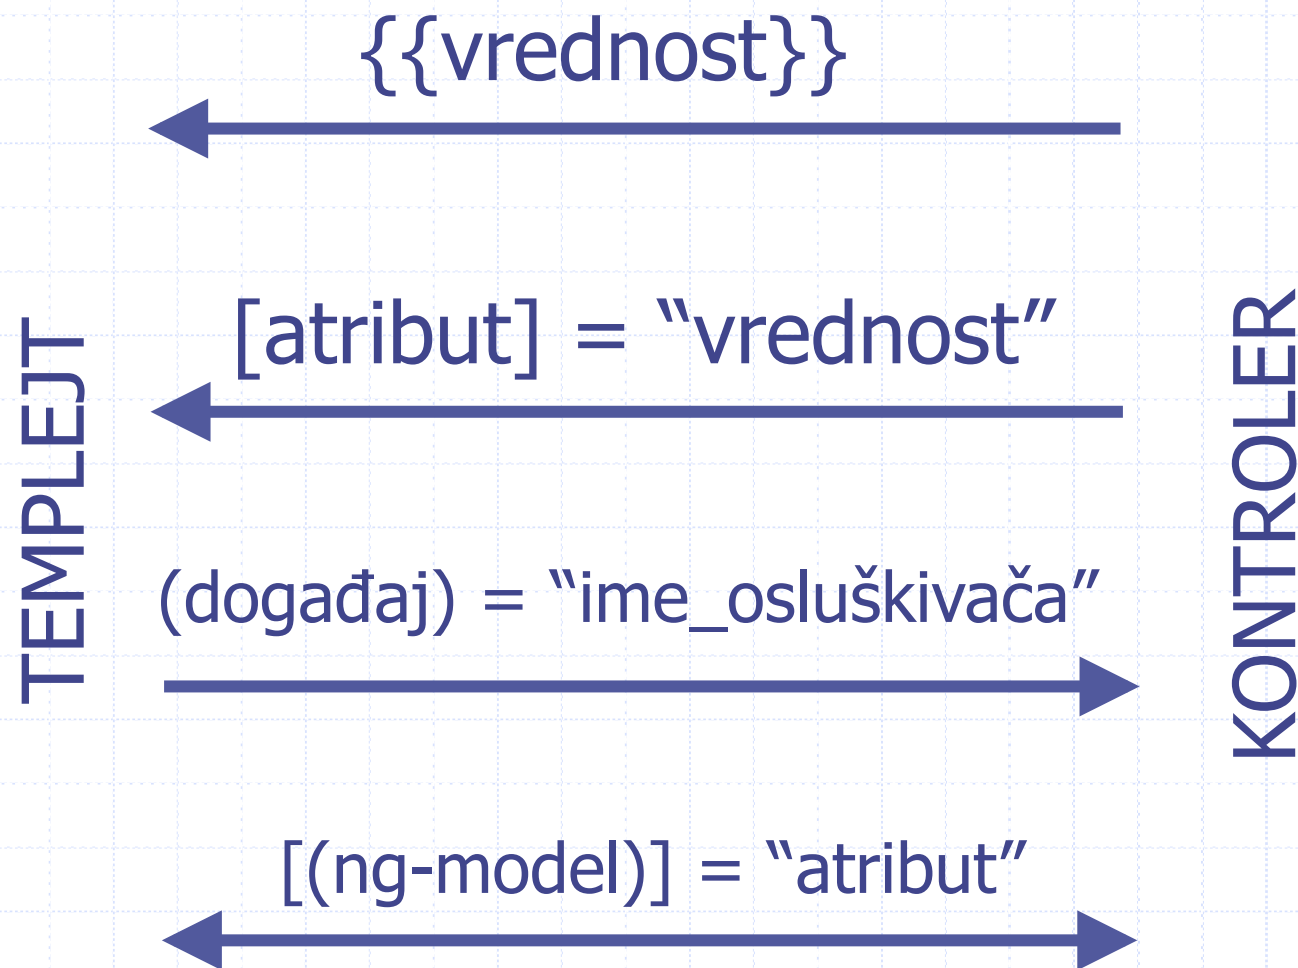 {{vrednost}}
[atribut] = “vrednost”
TEMPLEJT
KONTROLER
(događaj) = “ime_osluškivača”
[(ng-model)] = “atribut”